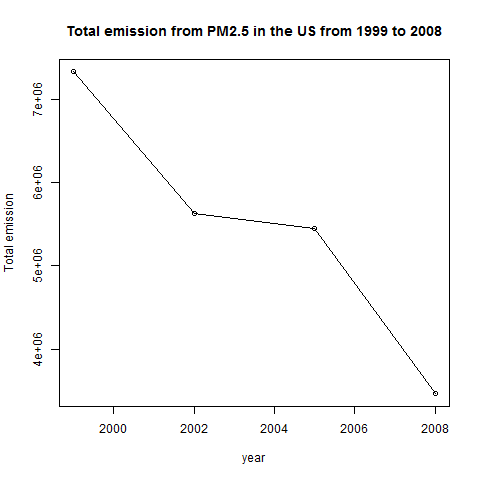 Total emission from PM2.5 in the US from 1999 to 2008
Total emission
7e+06
6e+06
5e+06
4e+06
2000 2002 2004 2006 2008
year